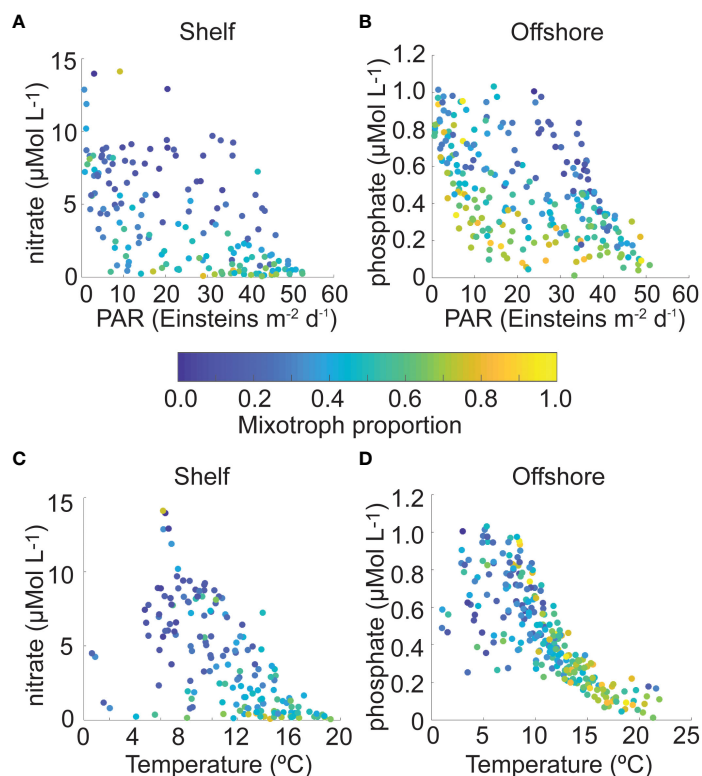 A
Shelf
nitrate (µMol L-1)
15
10
5
0
0 10 20 30 40 50 60
PAR (Einsteins m-2 d-1)
B
Offshore
phosphate (µMol L-1)
1.2
1.0
0.8
0.6
0.4
0.2
0
0 10 20 30 40 50 60
PAR (Einsteins m-2 d-1)
0.0 0.2 0.4 0.6 0.8 1.0
Mixotroph proportion
C
Shelf
nitrate (µMol L-1)
15
10
5
0
0 4 8 12 16 20
Temperature (ºC)
D
Offshore
phosphate (µMol L-1)
1.2
1.0
0.8
0.6
0.4
0.2
0
0 5 10 15 20 25
Temperature (ºC)